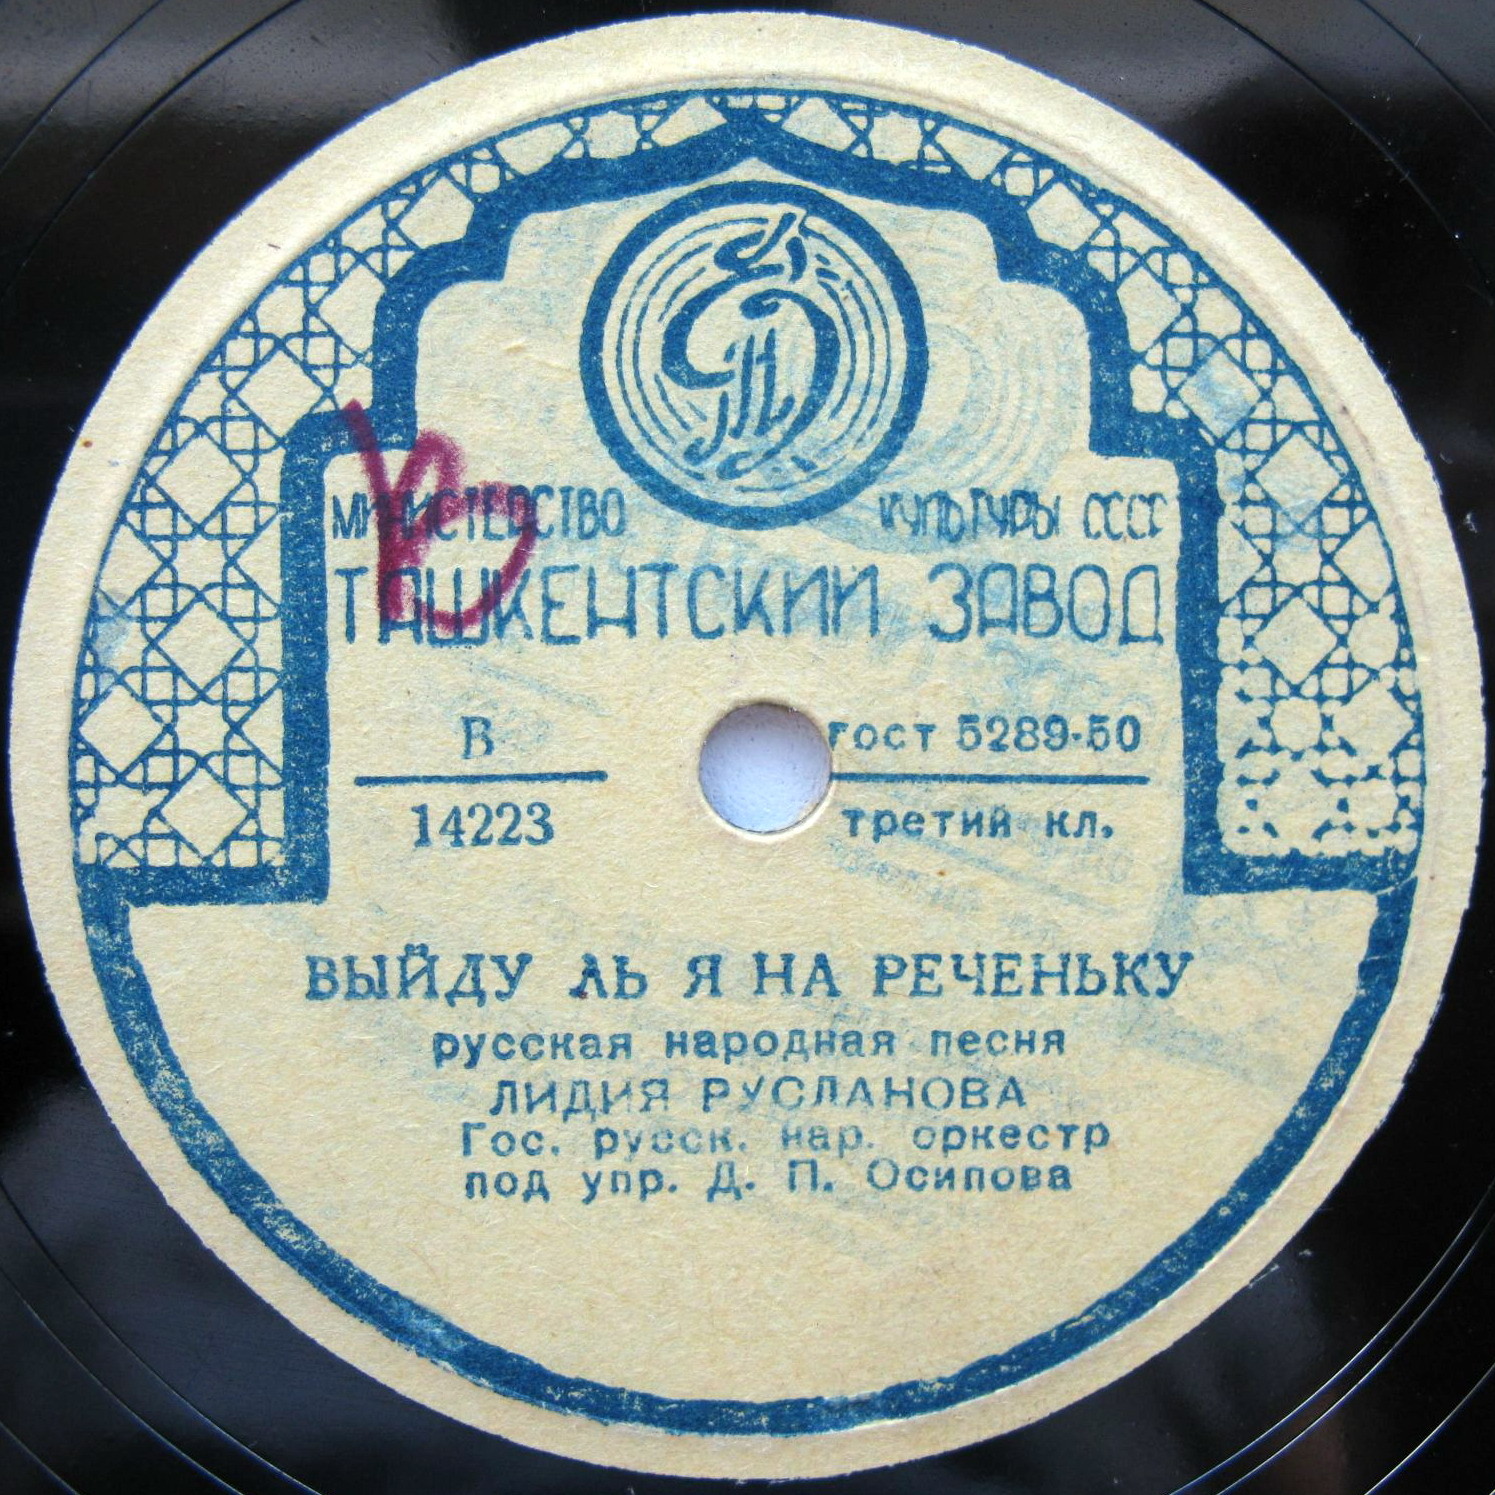 МИНИСТЕРСТВО КУЛЬТУРЫ СССР
ТАШКЕНТСКИЙ ЗАВОД
В гост 5289-50
14223 третий кл.
ВЫЙДУ ЛЬ Я НА РЕЧЕНЬКУ
русская народная песня
ЛИДИЯ РУСЛАНОВА
Гос. русск. нар. оркестр
под упр. Д. П. Осипова